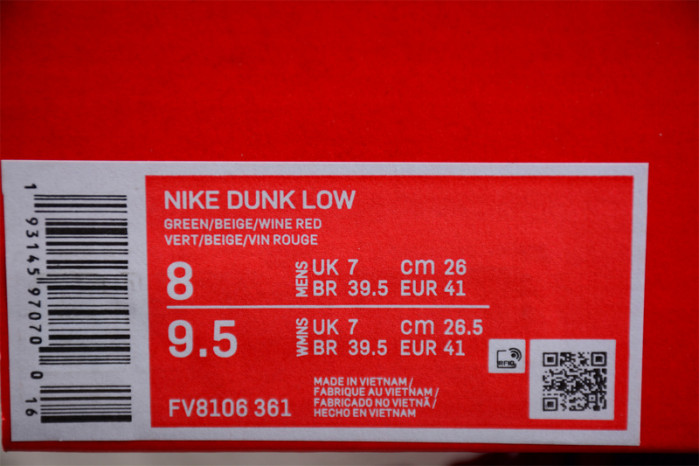 NIKE DUNK LOW
GREEN/BEIGE/WINE RED
VERT/BEIGE/VIN ROUGE
8 MENS UK 7 cm 26
BR 39.5 EUR 41
9.5 WMNS UK 7 cm 26.5
BR 39.5 EUR 41
FV8106 361
MADE IN VIETNAM/
FABRIQUE AU VIETNAM/
FABRICADO NO VIETNÃ/
HECHO EN VIETNAM
1 93145 97070 0 16